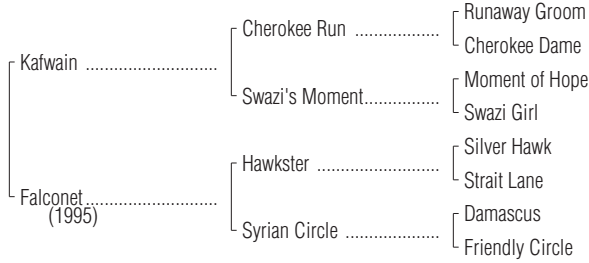 Runaway Groom
Cherokee Run ..................
Cherokee Dame
Kafwain ............................
Moment of Hope
Swazi's Moment................
Swazi Girl
Silver Hawk
Hawkster ..........................
Strait Lane
Falconet............................
(1995)
Damascus
Syrian Circle ....................
Friendly Circle